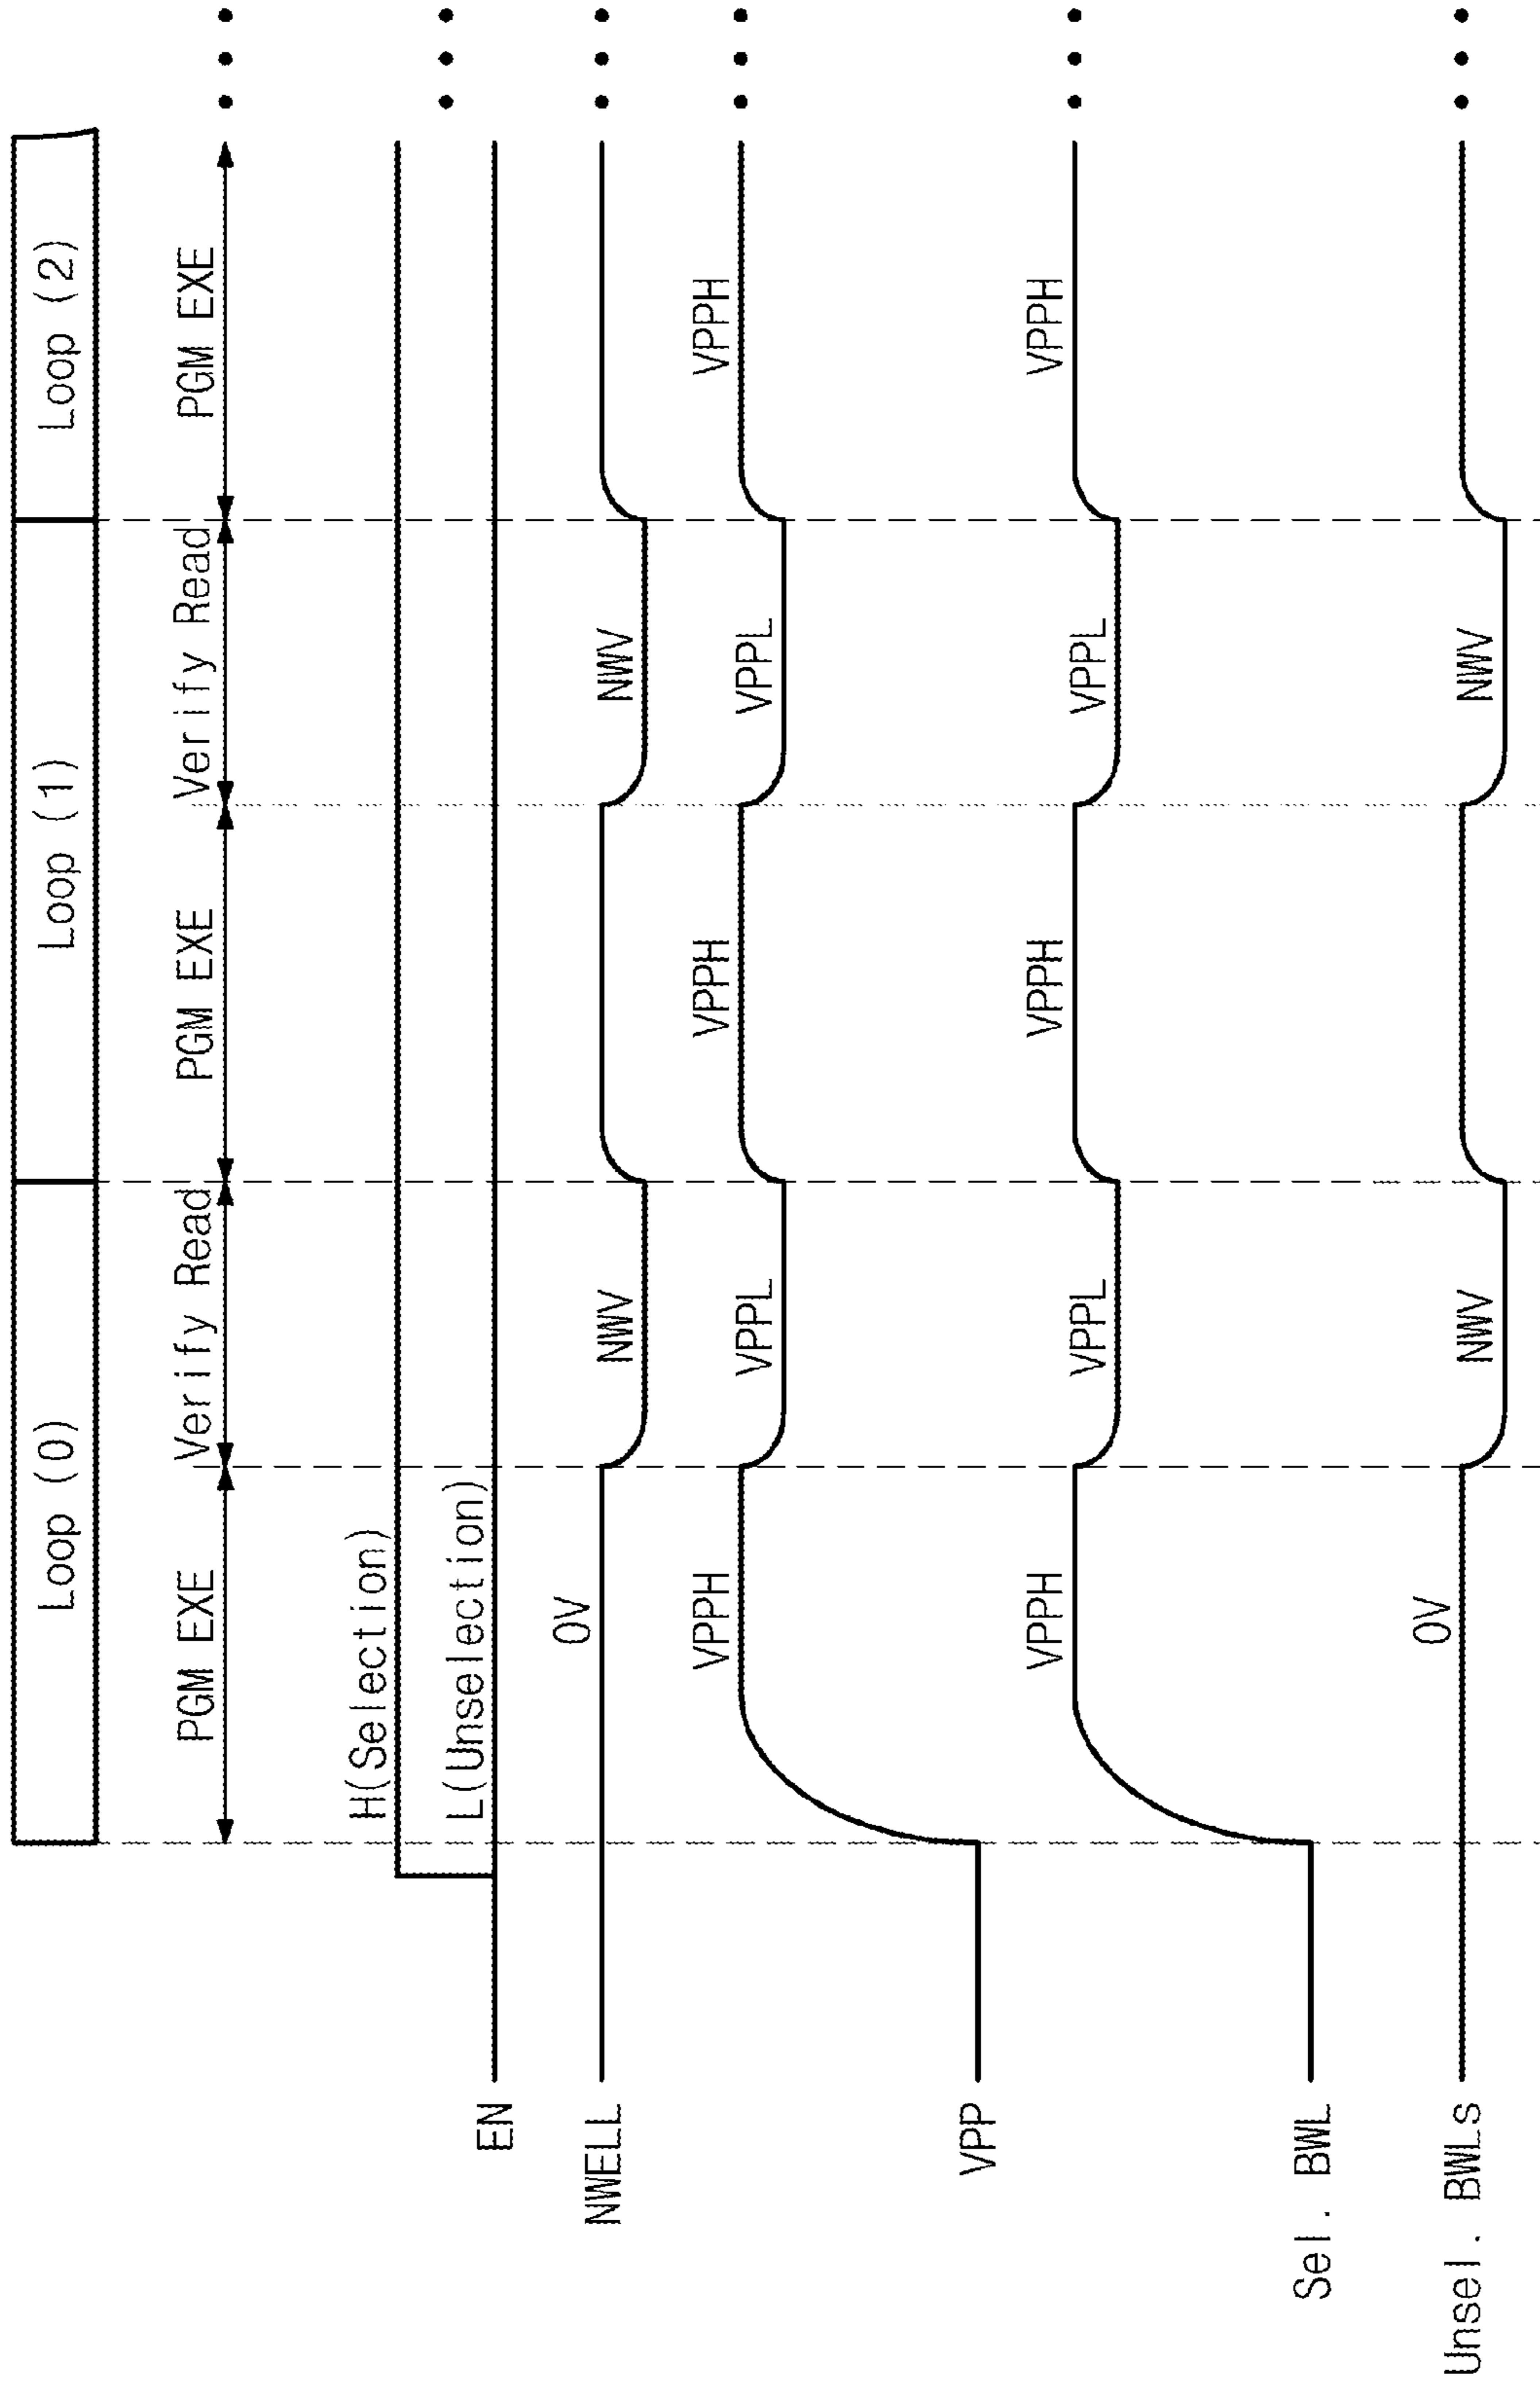 Loop (0) Loop (1) Loop (2)
PGM EXE Verify Read PGM EXE Verify Read PGM EXE
H(Selection)
L(Unselection)
EN
0V NWV NWV
NWELL
VPPH VPPL VPPH VPPL VPPH
VPP
VPPH VPPL VPPH VPPL VPPH
Sel. BWL
0V NWV NWV
Unsel. BWLs